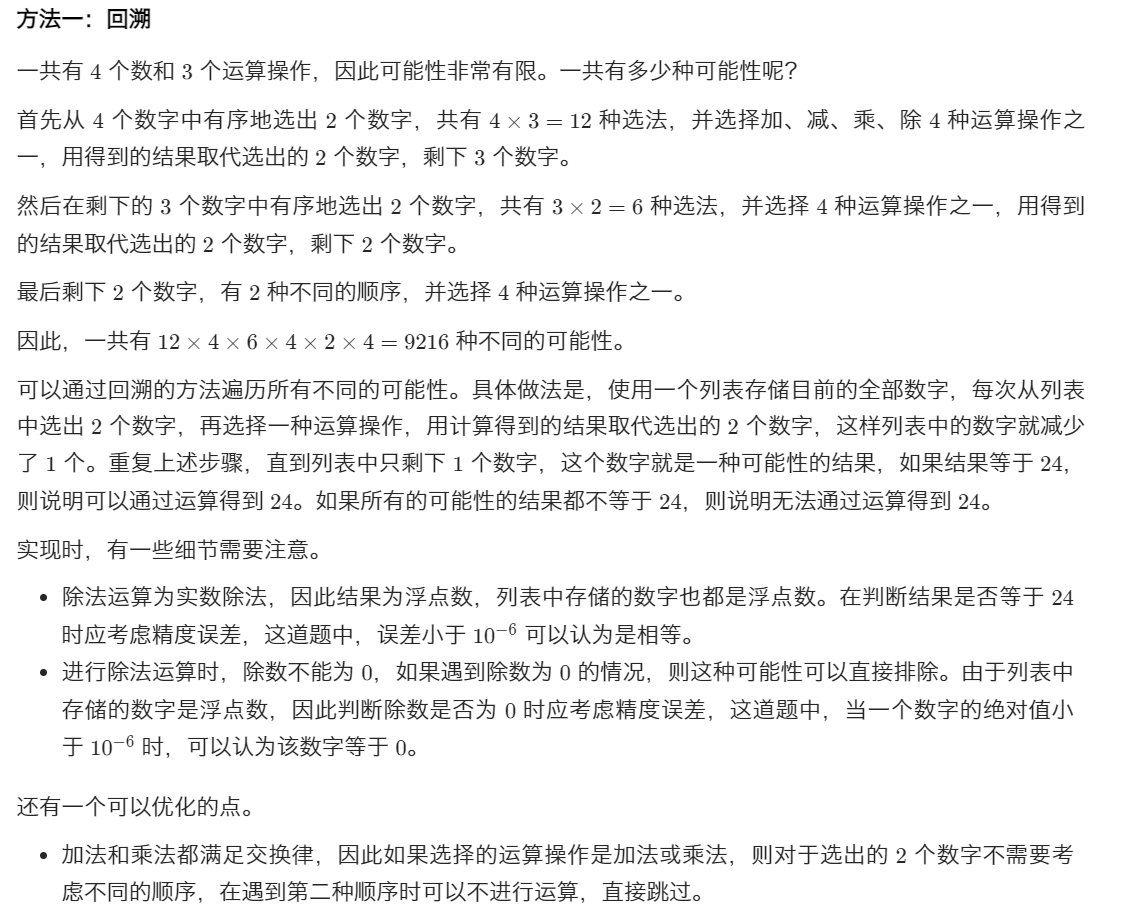 方法一：回溯
一共有 4 个数和 3 个运算操作，因此可能性非常有限。一共有多少种可能性呢？
首先从 4 个数字中有序地选出 2 个数字，共有 4 × 3 = 12 种选法，并选择加、减、乘、除 4 种运算操作之
一，用得到的结果取代选出的 2 个数字，剩下 3 个数字。
然后在剩下的 3 个数字中有序地选出 2 个数字，共有 3 × 2 = 6 种选法，并选择 4 种运算操作之一，用得到
的结果取代选出的 2 个数字，剩下 2 个数字。
最后剩下 2 个数字，有 2 种不同的顺序，并选择 4 种运算操作之一。
因此，一共有 12 × 4 × 6 × 4 × 2 × 4 = 9216 种不同的可能性。
可以通过回溯的方法遍历所有不同的可能性。具体做法是，使用一个列表存储目前的全部数字，每次从列表
中选出 2 个数字，再选择一种运算操作，用计算得到的结果取代选出的 2 个数字，这样列表中的数字就减少
了 1 个。重复上述步骤，直到列表中只剩下 1 个数字，这个数字就是一种可能性的结果，如果结果等于 24，
则说明可以通过运算得到 24。如果所有的可能性的结果都不等于 24，则说明无法通过运算得到 24。
实现时，有一些细节需要注意。
• 除法运算为实数除法，因此结果为浮点数，列表中存储的数字也都是浮点数。在判断结果是否等于 24
时应考虑精度误差，这道题中，误差小于 10⁻⁶ 可以认为是相等。
• 进行除法运算时，除数不能为 0，如果遇到除数为 0 的情况，则这种可能性可以直接排除。由于列表中
存储的数字是浮点数，因此判断除数是否为 0 时应考虑精度误差，这道题中，当一个数字的绝对值小
于 10⁻⁶ 时，可以认为该数字等于 0。
还有一个可以优化的点。
• 加法和乘法都满足交换律，因此如果选择的运算操作是加法或乘法，则对于选出的 2 个数字不需要考
虑不同的顺序，在遇到第二种顺序时可以不进行运算，直接跳过。